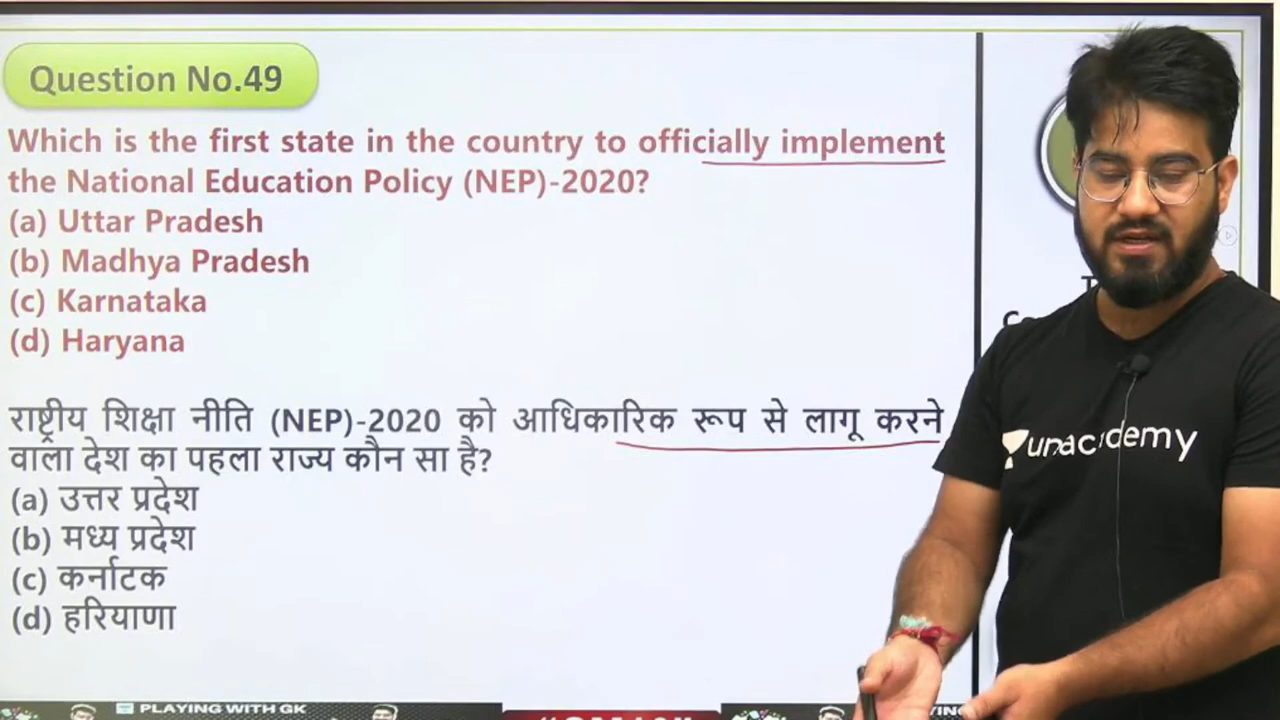 Question No.49
Which is the first state in the country to officially implement
the National Education Policy (NEP)-2020?
(a) Uttar Pradesh
(b) Madhya Pradesh
(c) Karnataka
(d) Haryana
राष्ट्रीय शिक्षा नीति (NEP)-2020 को आधिकारिक रूप से लागू करने
वाला देश का पहला राज्य कौन सा है?
(a) उत्तर प्रदेश
(b) मध्य प्रदेश
(c) कर्नाटक
(d) हरियाणा
unacademy
PLAYING WITH GK